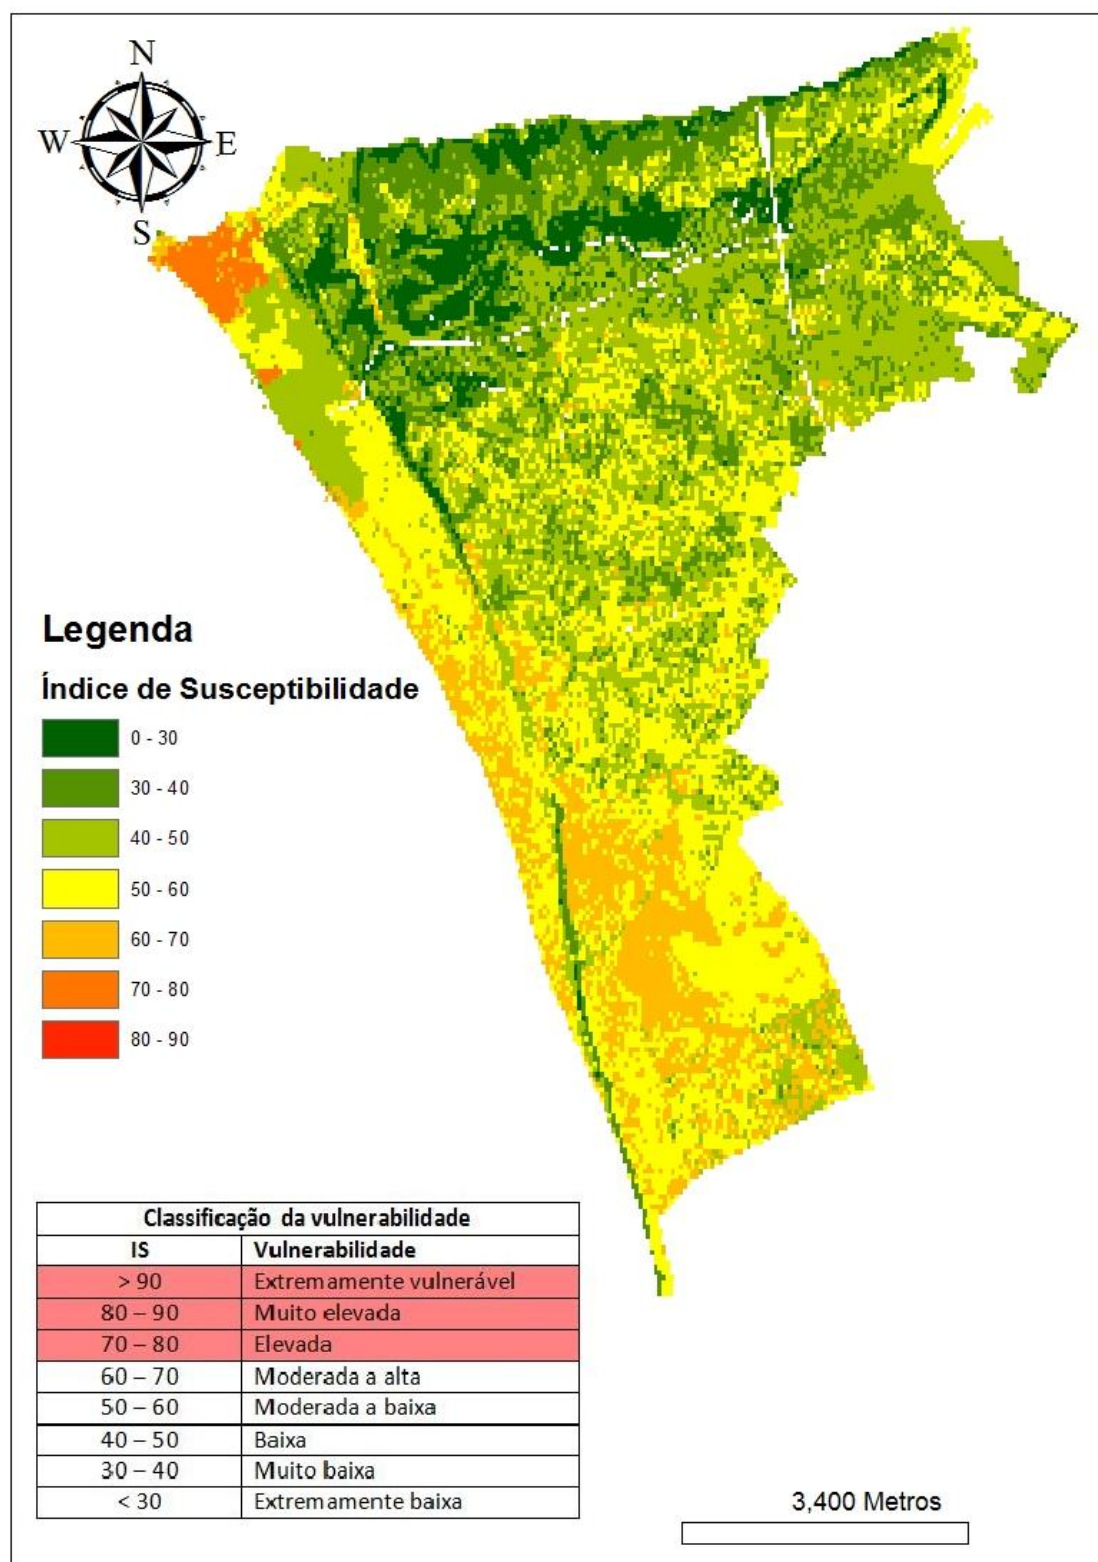 N
W E
S
Legenda
Índice de Susceptibilidade
0 - 30
30 - 40
40 - 50
50 - 60
60 - 70
70 - 80
80 - 90
Classificação da vulnerabilidade
IS Vulnerabilidade
> 90 Extremamente vulnerável
80 – 90 Muito elevada
70 – 80 Elevada
60 – 70 Moderada a alta
50 – 60 Moderada a baixa
40 – 50 Baixa
30 – 40 Muito baixa
< 30 Extremamente baixa
3,400 Metros